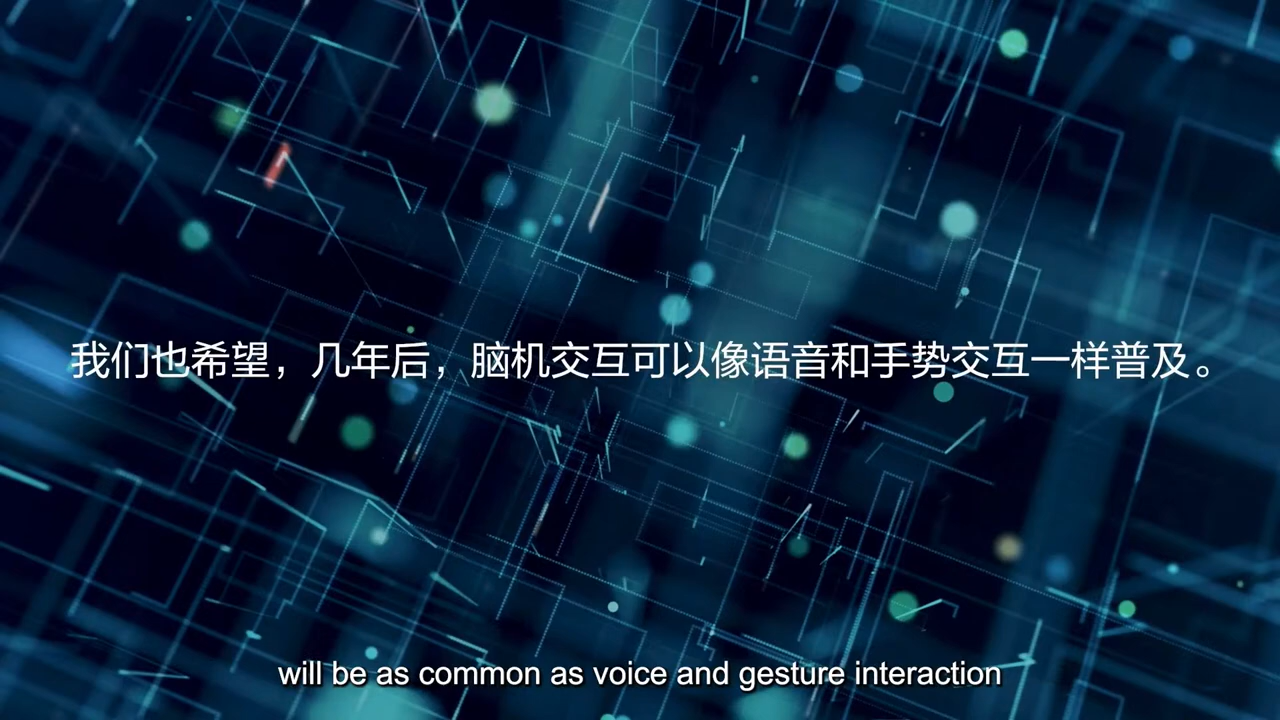 我们也希望，几年后，脑机交互可以像语音和手势交互一样普及。
will be as common as voice and gesture interaction